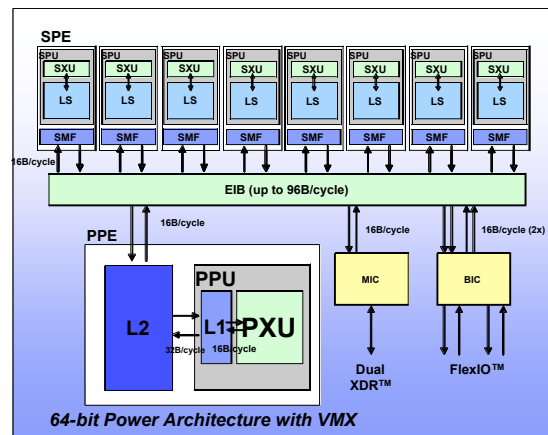 SPE
SPU SPU SPU SPU SPU SPU SPU SPU
SXU SXU SXU SXU SXU SXU SXU SXU
LS LS LS LS LS LS LS LS
SMF SMF SMF SMF SMF SMF SMF SMF
16B/cycle
EIB (up to 96B/cycle)
16B/cycle 16B/cycle 16B/cycle (2x)
PPE
PPU
MIC BIC
L2 L1 PXU
32B/cycle 16B/cycle
Dual
XDR™
FlexIO™
64-bit Power Architecture with VMX